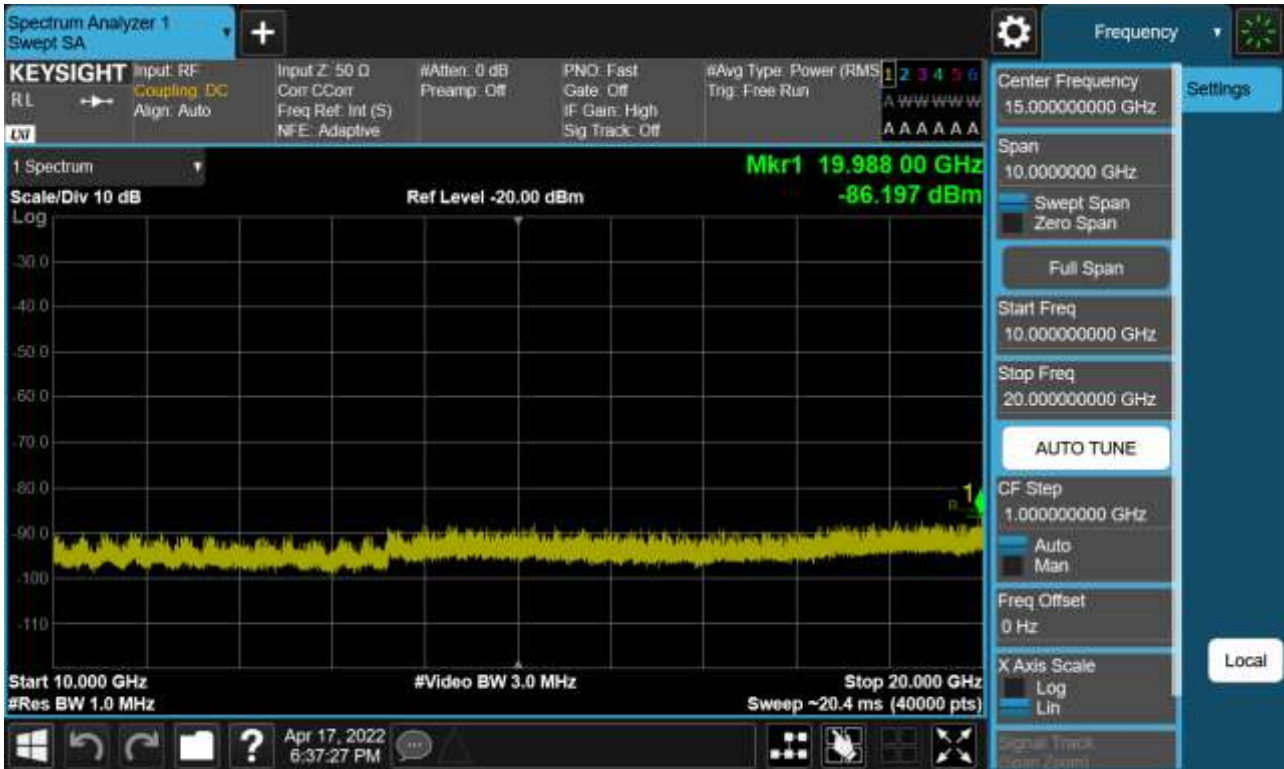 Spectrum Analyzer 1
Swept SA
+
Frequency
KEYSIGHT
RL
LXI
Input: RF
Coupling: DC
Align: Auto
Input Z: 50 Ω
Corr CCorr
Freq Ref: Int (S)
NFE: Adaptive
#Atten: 0 dB
Preamp: Off
PNO: Fast
Gate: Off
IF Gain: High
Sig Track: Off
#Avg Type: Power (RMS
Trig: Free Run
1 2 3 4 5 6
A W W W W W
A A A A A A
1 Spectrum
Scale/Div 10 dB
Ref Level -20.00 dBm
Mkr1 19.988 00 GHz
-86.197 dBm
Log
-30.0
-40.0
-50.0
-60.0
-70.0
-80.0
-90.0
-100
-110
1
Start 10.000 GHz
#Res BW 1.0 MHz
#Video BW 3.0 MHz
Stop 20.000 GHz
Sweep ~20.4 ms (40000 pts)
Center Frequency
15.000000000 GHz
Span
10.0000000 GHz
Swept Span
Zero Span
Full Span
Start Freq
10.000000000 GHz
Stop Freq
20.000000000 GHz
AUTO TUNE
CF Step
1.000000000 GHz
Auto
Man
Freq Offset
0 Hz
X Axis Scale
Log
Lin
Signal Track
(Span Zoom)
Settings
Local
?
Apr 17, 2022
6:37:27 PM